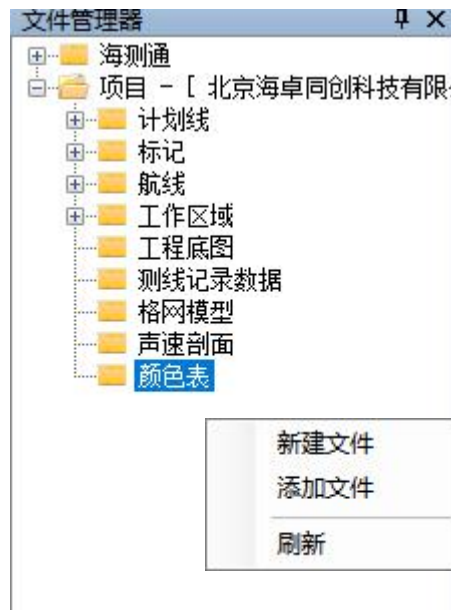 文件管理器
海测通
项目 - [ 北京海卓同创科技有限
计划线
标记
航线
工作区域
工程底图
测线记录数据
格网模型
声速剖面
颜色表
新建文件
添加文件
刷新